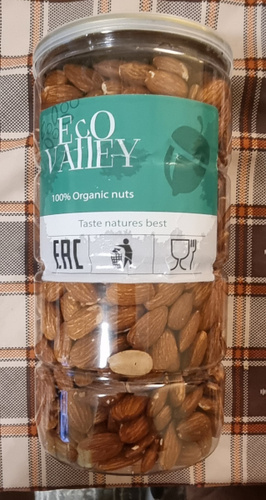 ECO
VAllEY
100% Organic nuts
Taste natures best
EAC